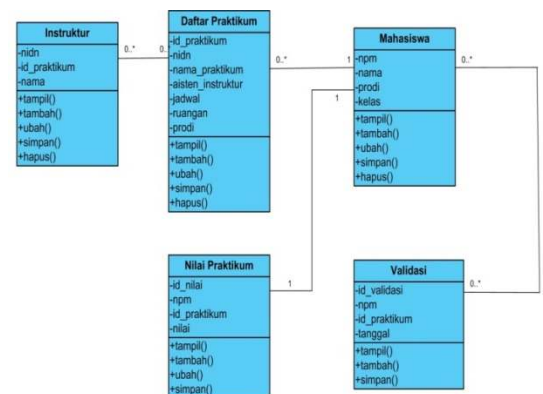 Instruktur
-nidn
-id_praktikum
-nama
+tampil()
+tambah()
+ubah()
+simpan()
+hapus()
0..*
0..
Daftar Praktikum
-id_praktikum
-nidn
-nama_praktikum
-aisten_instruktur
-jadwal
-ruangan
-prodi
+tampil()
+tambah()
+ubah()
+simpan()
+hapus()
0..*
1
Mahasiswa
-npm
-nama
-prodi
-kelas
+tampil()
+tambah()
+ubah()
+simpan()
+hapus()
0..*
1
Nilai Praktikum
-id_nilai
-npm
-id_praktikum
-nilai
+tampil()
+tambah()
+ubah()
+simpan()
1
Validasi
-id_validasi
-npm
-id_praktikum
-tanggal
+tampil()
+tambah()
+simpan()
0..*